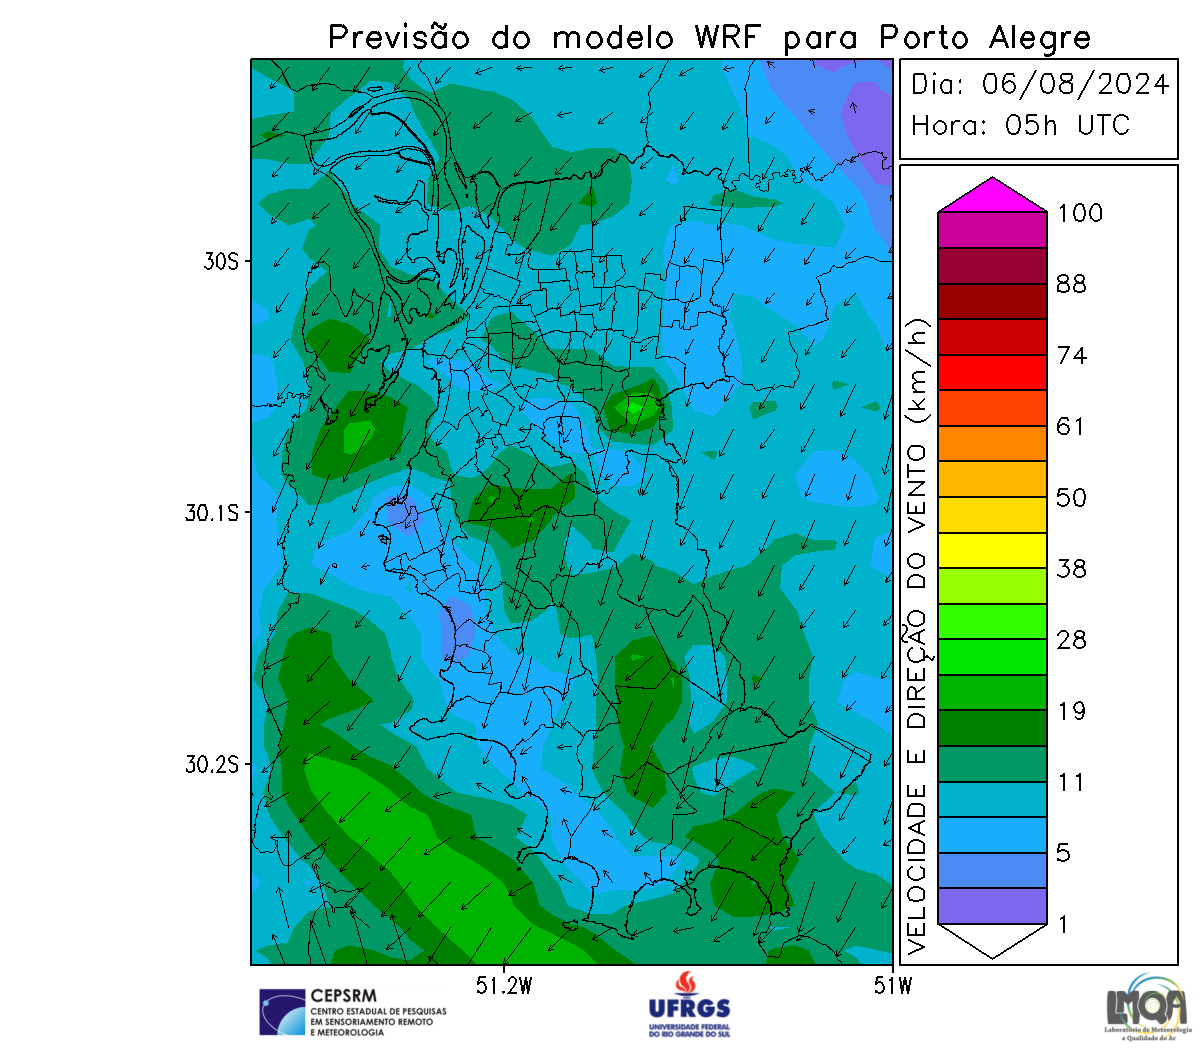 Previsão do modelo WRF para Porto Alegre
Dia: 06/08/2024
Hora: 05h UTC
30S
30.1S
30.2S
51.2W
51W
VELOCIDADE E DIREÇÃO DO VENTO (km/h)
100
88
74
61
50
38
28
19
11
5
1
CEPSRM
CENTRO ESTADUAL DE PESQUISAS
EM SENSORIAMENTO REMOTO
E METEOROLOGIA
UFRGS
UNIVERSIDADE FEDERAL
DO RIO GRANDE DO SUL
LMQA
Laboratório de Meteorologia
e Qualidade do Ar